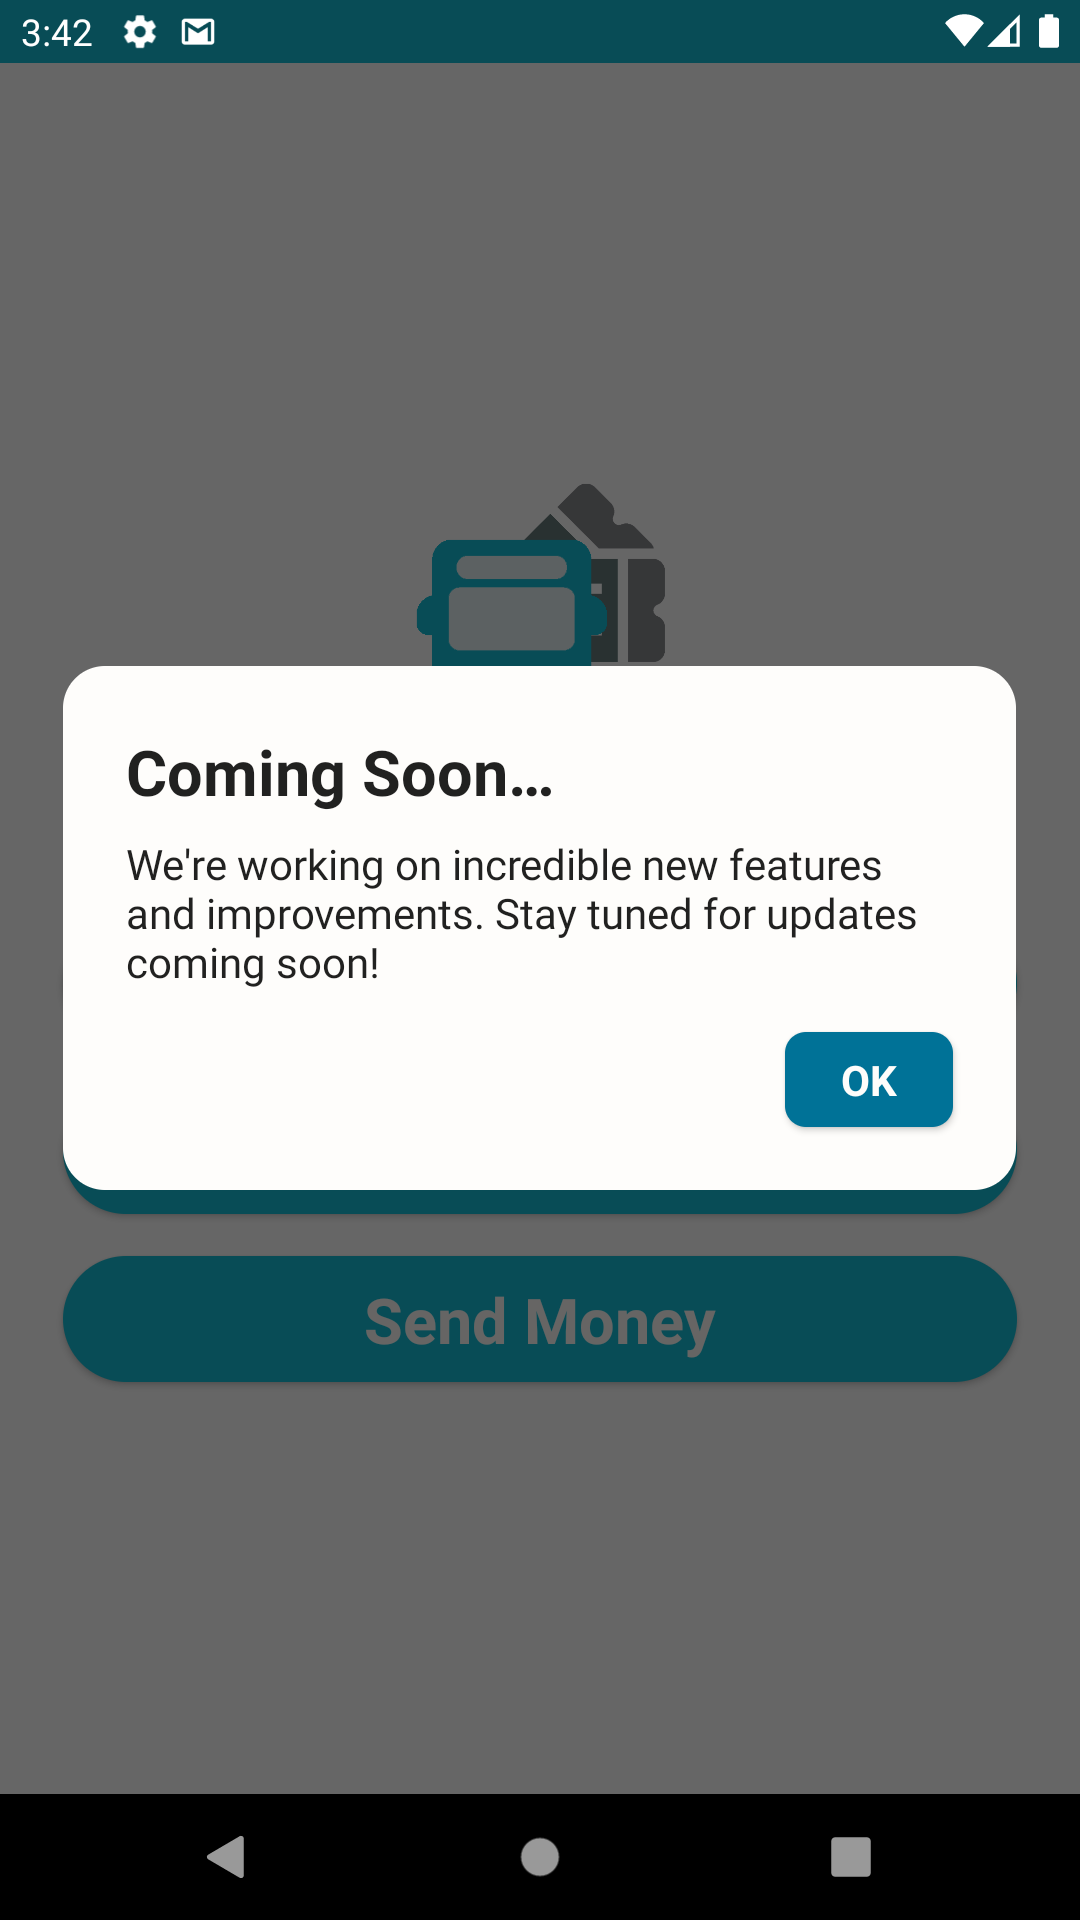 3:42
Coming Soon...
We're working on incredible new features
and improvements. Stay tuned for updates
coming soon!
OK
Send Money